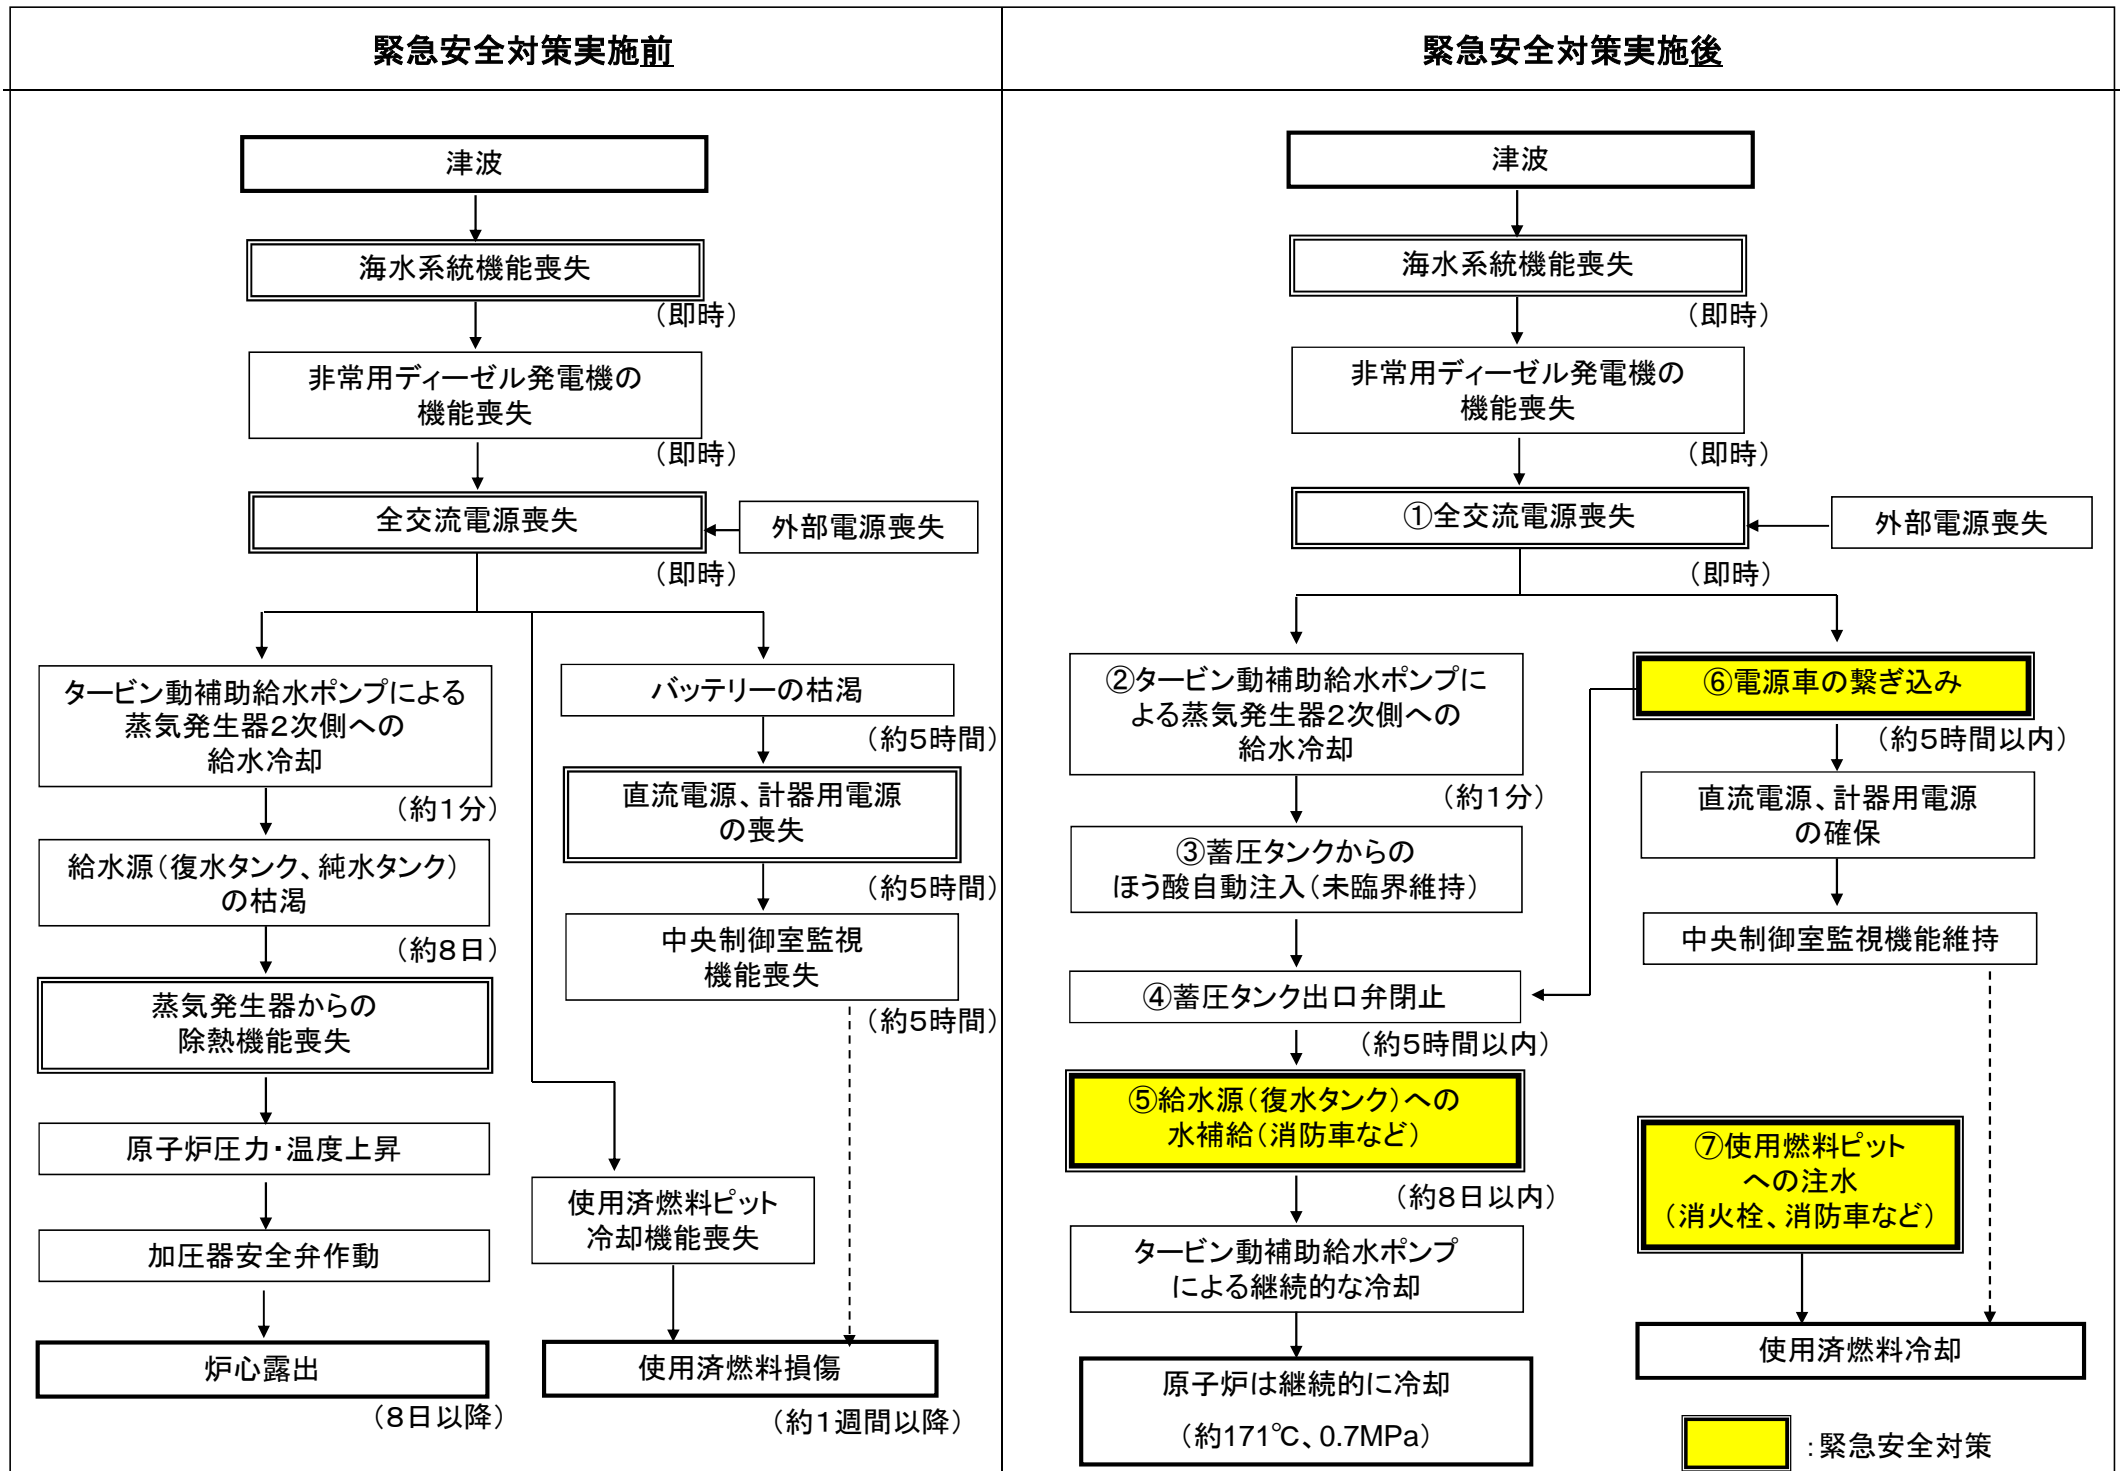 緊急安全対策実施前
津波
海水系統機能喪失
（即時）
非常用ディーゼル発電機の
機能喪失
（即時）
全交流電源喪失
外部電源喪失
（即時）
タービン動補助給水ポンプによる
蒸気発生器2次側への
給水冷却
（約1分）
給水源（復水タンク、純水タンク）
の枯渇
（約8日）
蒸気発生器からの
除熱機能喪失
原子炉圧力・温度上昇
加圧器安全弁作動
炉心露出
（8日以降）
バッテリーの枯渇
（約5時間）
直流電源、計器用電源
の喪失
（約5時間）
中央制御室監視
機能喪失
（約5時間）
使用済燃料ピット
冷却機能喪失
使用済燃料損傷
（約1週間以降）
緊急安全対策実施後
津波
海水系統機能喪失
（即時）
非常用ディーゼル発電機の
機能喪失
（即時）
①全交流電源喪失
外部電源喪失
（即時）
②タービン動補助給水ポンプに
よる蒸気発生器2次側への
給水冷却
（約1分）
③蓄圧タンクからの
ほう酸自動注入（未臨界維持）
④蓄圧タンク出口弁閉止
（約5時間以内）
⑤給水源（復水タンク）への
水補給（消防車など）
（約8日以内）
タービン動補助給水ポンプ
による継続的な冷却
原子炉は継続的に冷却
（約171℃、0.7MPa）
⑥電源車の繋ぎ込み
（約5時間以内）
直流電源、計器用電源
の確保
中央制御室監視機能維持
⑦使用燃料ピット
への注水
（消火栓、消防車など）
使用済燃料冷却
：緊急安全対策